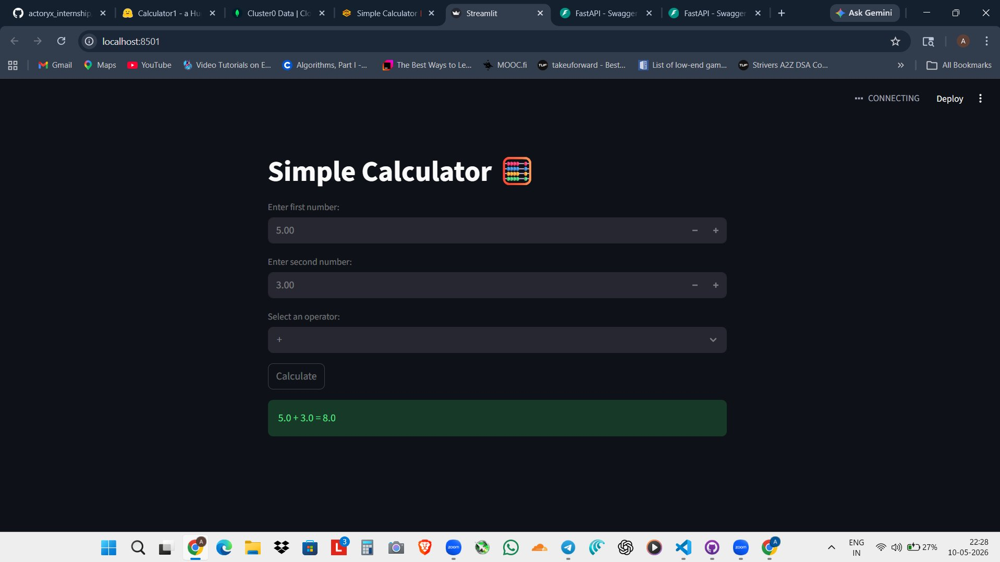 actoryx_internship
Calculator1 - a Hu
Cluster0 Data | Clo
Simple Calculator
Streamlit
FastAPI - Swagger
FastAPI - Swagger
Ask Gemini
localhost:8501
A
Gmail
Maps
YouTube
Video Tutorials on E...
Algorithms, Part I -...
The Best Ways to Le...
MOOC.fi
takeuforward - Best...
List of low-end gam...
Strivers A2Z DSA Co...
All Bookmarks
CONNECTING
Deploy
Simple Calculator
Enter first number:
5.00
Enter second number:
3.00
Select an operator:
+
Calculate
5.0 + 3.0 = 8.0
A
L
3
zoom
zoom
A
ENG
IN
27%
22:28
10-05-2026